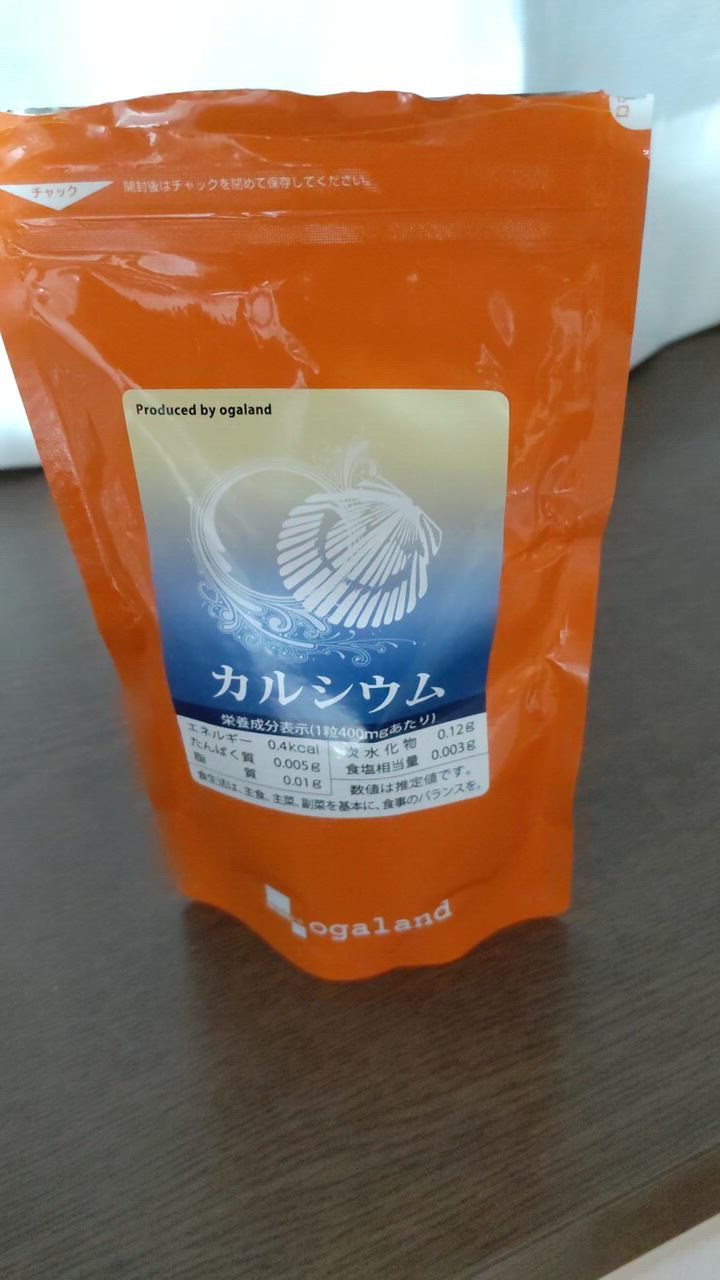 チャック
開封後はチャックを閉めて保存してください。
Produced by ogaland
カルシウム
栄養成分表示(1粒400mgあたり)
エネルギー 0.4kcal
たんぱく質 0.005g
脂質 0.01g
炭水化物 0.12g
食塩相当量 0.003g
数値は推定値です。
食生活は、主食、主菜、副菜を基本に、食事のバランスを。
ogaland